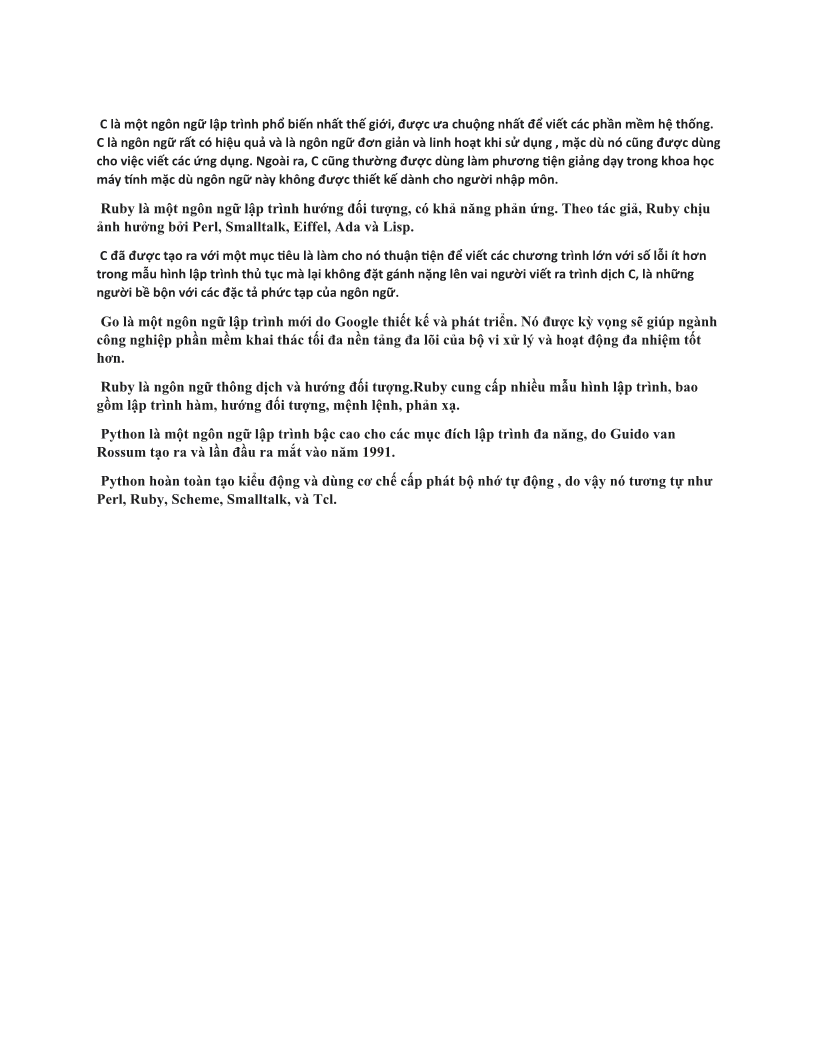 C là một ngôn ngữ lập trình phổ biến nhất thế giới, được ưa chuộng nhất để viết các phần mềm hệ thống.
C là ngôn ngữ rất có hiệu quả và là ngôn ngữ đơn giản và linh hoạt khi sử dụng , mặc dù nó cũng được dùng
cho việc viết các ứng dụng. Ngoài ra, C cũng thường được dùng làm phương tiện giảng dạy trong khoa học
máy tính mặc dù ngôn ngữ này không được thiết kế dành cho người nhập môn.
Ruby là một ngôn ngữ lập trình hướng đối tượng, có khả năng phản ứng. Theo tác giả, Ruby chịu
ảnh hưởng bởi Perl, Smalltalk, Eiffel, Ada và Lisp.
C đã được tạo ra với một mục tiêu là làm cho nó thuận tiện để viết các chương trình lớn với số lỗi ít hơn
trong mẫu hình lập trình thủ tục mà lại không đặt gánh nặng lên vai người viết ra trình dịch C, là những
người bề bộn với các đặc tả phức tạp của ngôn ngữ.
Go là một ngôn ngữ lập trình mới do Google thiết kế và phát triển. Nó được kỳ vọng sẽ giúp ngành
công nghiệp phần mềm khai thác tối đa nền tảng đa lõi của bộ vi xử lý và hoạt động đa nhiệm tốt
hơn.
Ruby là ngôn ngữ thông dịch và hướng đối tượng.Ruby cung cấp nhiều mẫu hình lập trình, bao
gồm lập trình hàm, hướng đối tượng, mệnh lệnh, phản xạ.
Python là một ngôn ngữ lập trình bậc cao cho các mục đích lập trình đa năng, do Guido van
Rossum tạo ra và lần đầu ra mắt vào năm 1991.
Python hoàn toàn tạo kiểu động và dùng cơ chế cấp phát bộ nhớ tự động , do vậy nó tương tự như
Perl, Ruby, Scheme, Smalltalk, và Tcl.